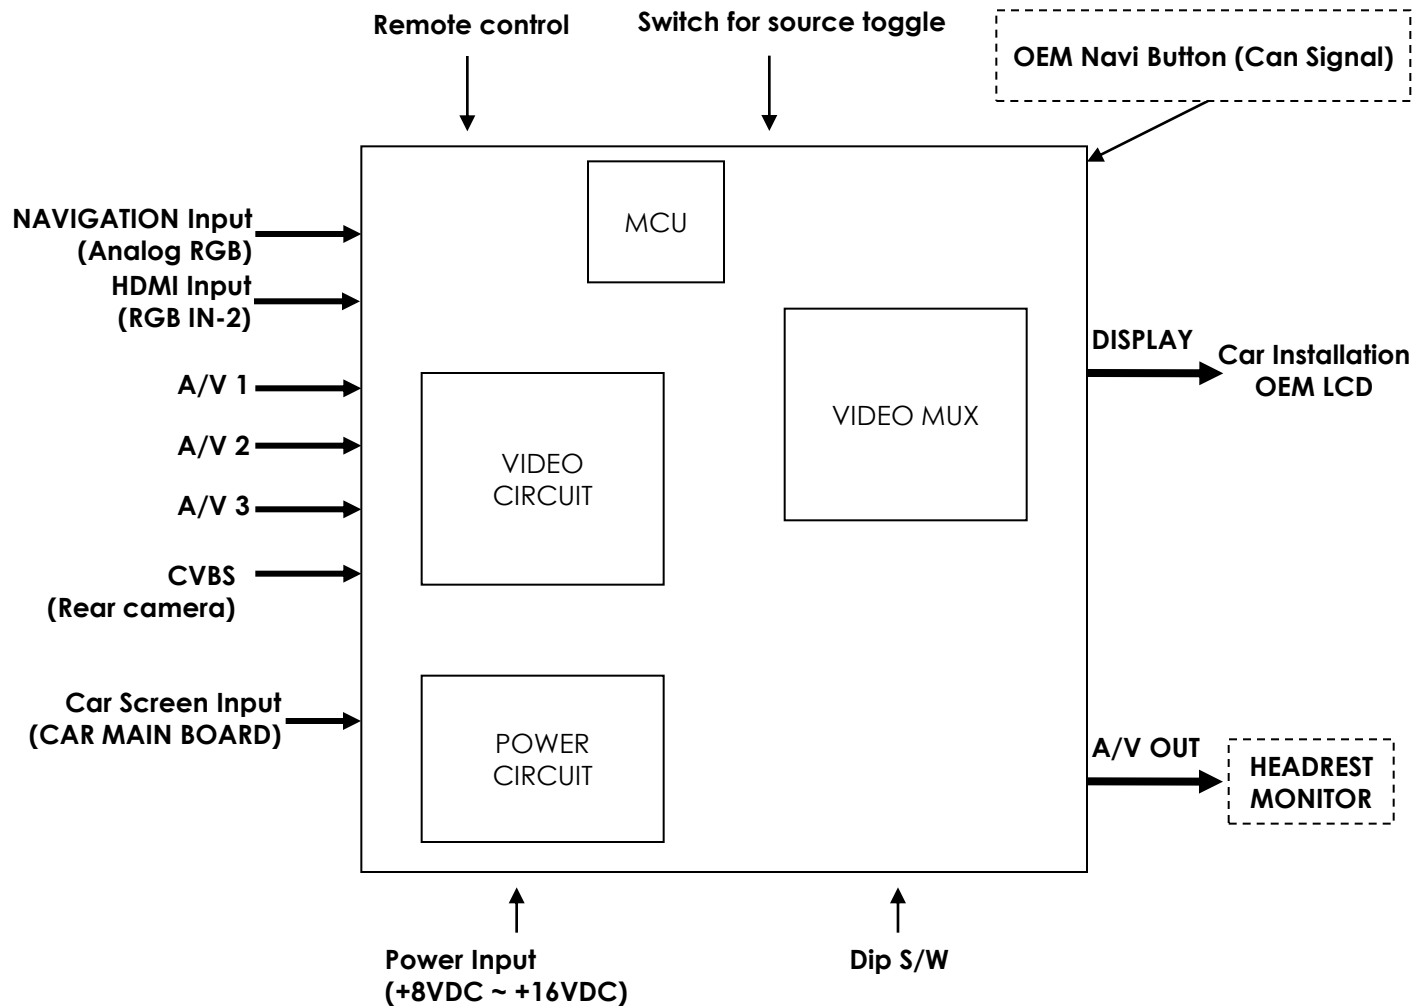 Remote control
Switch for source toggle
OEM Navi Button (Can Signal)
MCU
NAVIGATION Input
(Analog RGB)
HDMI Input
(RGB IN-2)
A/V 1
A/V 2
A/V 3
CVBS
(Rear camera)
Car Screen Input
(CAR MAIN BOARD)
VIDEO
CIRCUIT
VIDEO MUX
POWER
CIRCUIT
DISPLAY
Car Installation
OEM LCD
A/V OUT
HEADREST
MONITOR
Power Input
(+8VDC ~ +16VDC)
Dip S/W